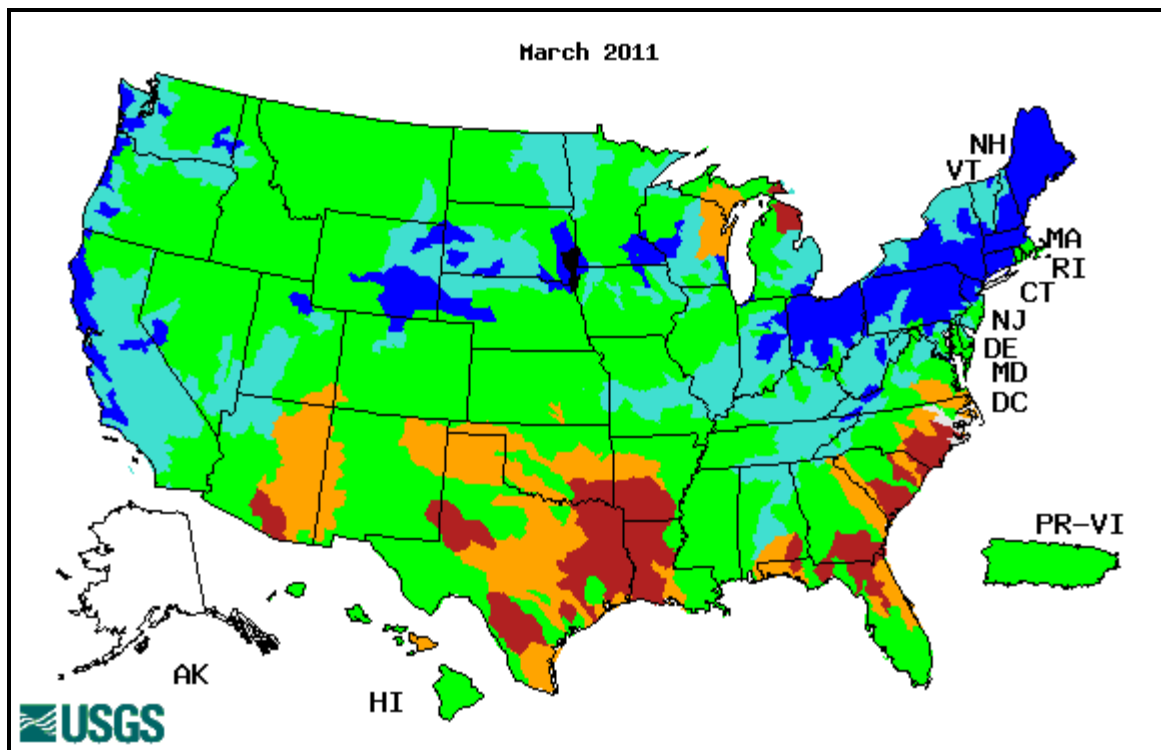 March 2011
NH
VT
MA
RI
CT
NJ
DE
MD
DC
PR-VI
AK
HI
USGS